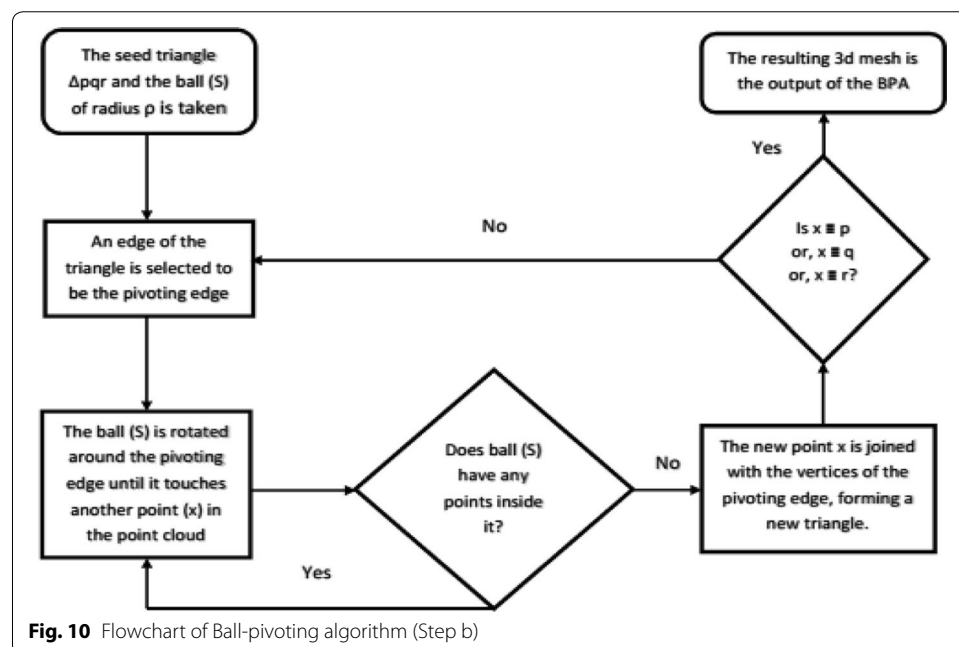 The seed triangle
Δpqr and the ball (S)
of radius ρ is taken
An edge of the
triangle is selected to
be the pivoting edge
The ball (S) is rotated
around the pivoting
edge until it touches
another point (x) in
the point cloud
Does ball (S)
have any
points inside
it?
Yes
No
The new point x is joined
with the vertices of the
pivoting edge, forming a
new triangle.
Is x ≡ p
or, x ≡ q
or, x ≡ r?
No
Yes
The resulting 3d mesh is
the output of the BPA
Fig. 10 Flowchart of Ball-pivoting algorithm (Step b)